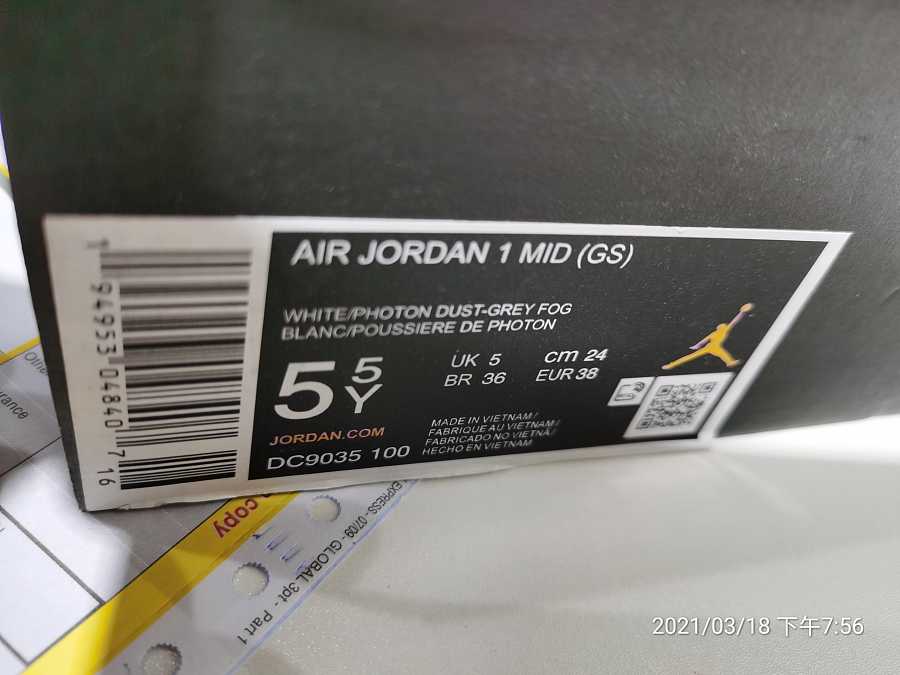 AIR JORDAN 1 MID (GS)
WHITE/PHOTON DUST-GREY FOG
BLANC/POUSSIERE DE PHOTON
5 5Y
UK 5 cm 24
BR 36 EUR 38
JORDAN.COM
DC9035 100
MADE IN VIETNAM /
FABRIQUE AU VIETNAM /
FABRICADO NO VIETNÃ /
HECHO EN VIETNAM
1 94953 04840 7 16
copy
EXPRESS - 0709 - GLOBAL 3pt - Part 1
2021/03/18 下午7:56